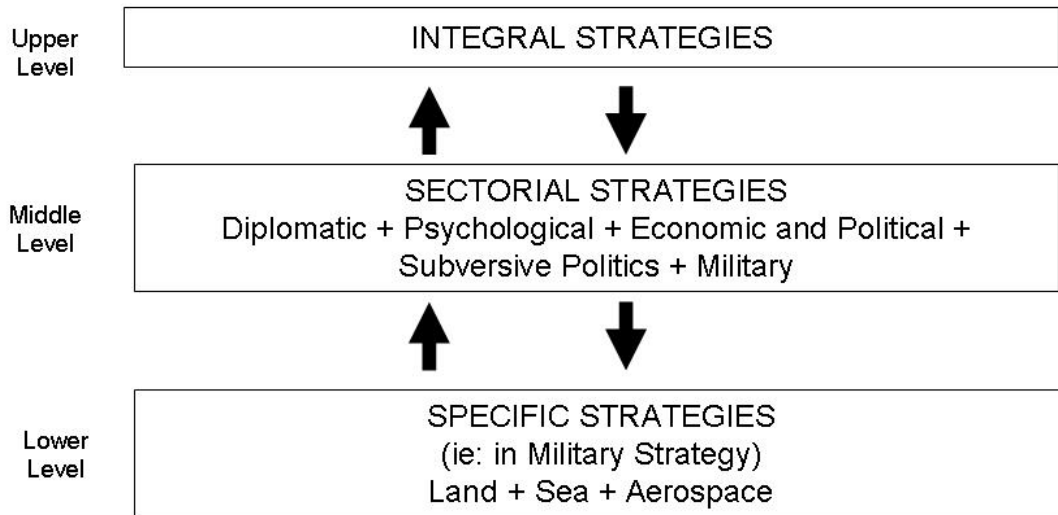 Upper
Level
INTEGRAL STRATEGIES
Middle
Level
SECTORIAL STRATEGIES
Diplomatic + Psychological + Economic and Political +
Subversive Politics + Military
Lower
Level
SPECIFIC STRATEGIES
(ie: in Military Strategy)
Land + Sea + Aerospace